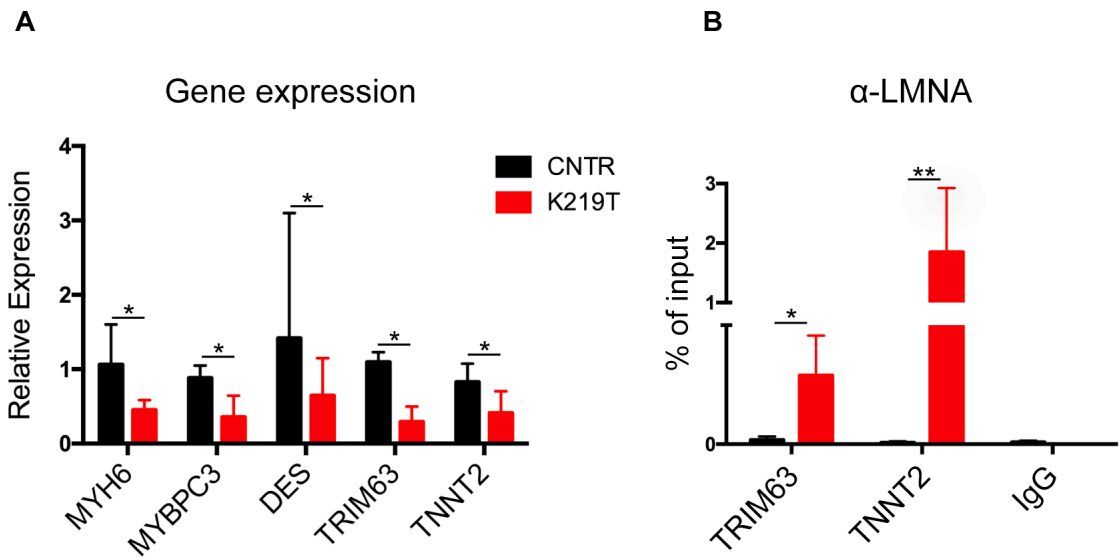 A
Gene expression
Relative Expression
4
3
2
1
0
CNTR
K219T
*
*
*
*
*
MYH6
MYBPC3
DES
TRIM63
TNNT2
B
α-LMNA
% of input
3
2
1
0
*
**
TRIM63
TNNT2
IgG